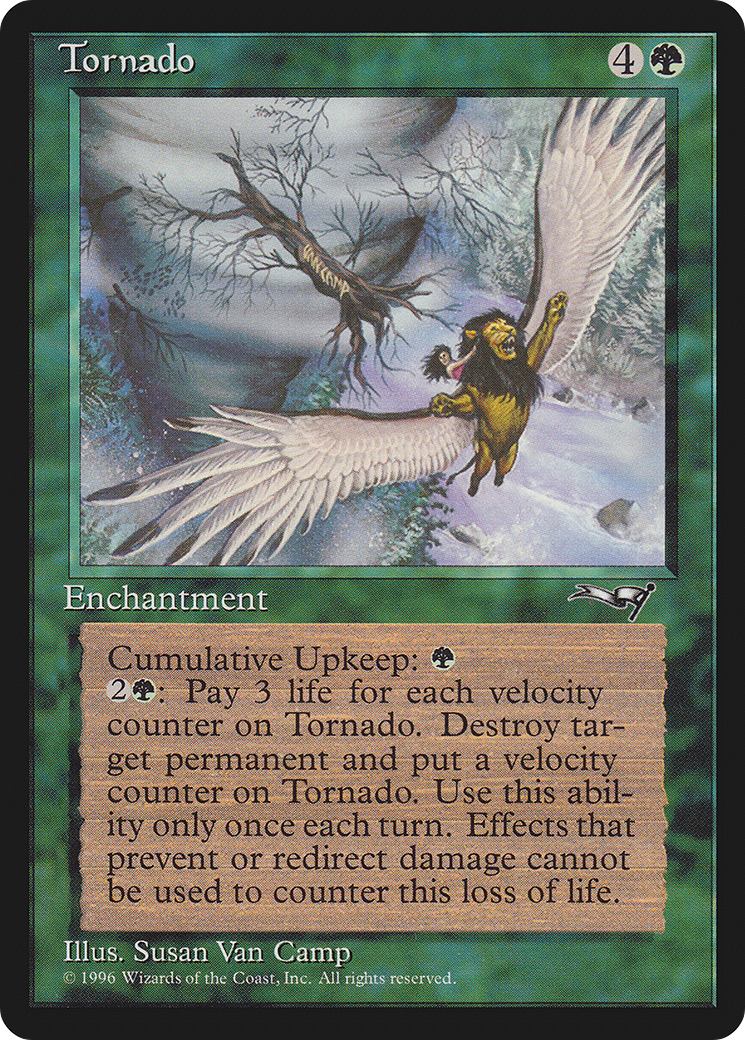 Tornado
4
VANCAMP
Enchantment
Cumulative Upkeep:
2: Pay 3 life for each velocity
counter on Tornado. Destroy tar-
get permanent and put a velocity
counter on Tornado. Use this abil-
ity only once each turn. Effects that
prevent or redirect damage cannot
be used to counter this loss of life.
Illus. Susan Van Camp
© 1996 Wizards of the Coast, Inc. All rights reserved.